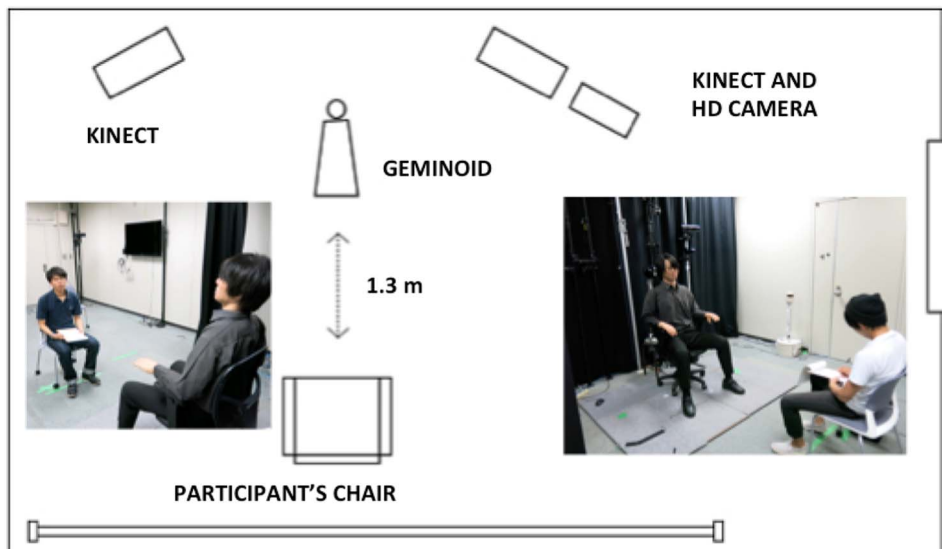 KINECT
KINECT AND
HD CAMERA
GEMINOID
1.3 m
PARTICIPANT'S CHAIR